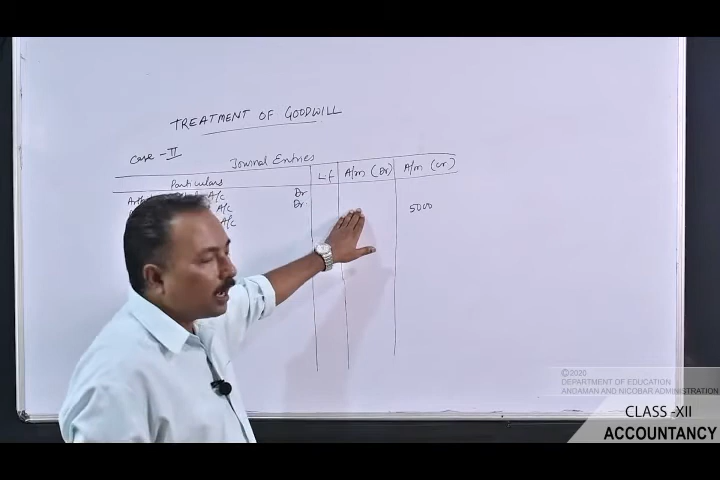 TREATMENT OF GOODWILL
Case - II
Journal Entries
Particulars L.f A/m (Dr) A/m (Cr)
A/c Dr
A/c Dr 5000
A/c
©2020
DEPARTMENT OF EDUCATION
ANDAMAN AND NICOBAR ADMINISTRATION
CLASS -XII
ACCOUNTANCY